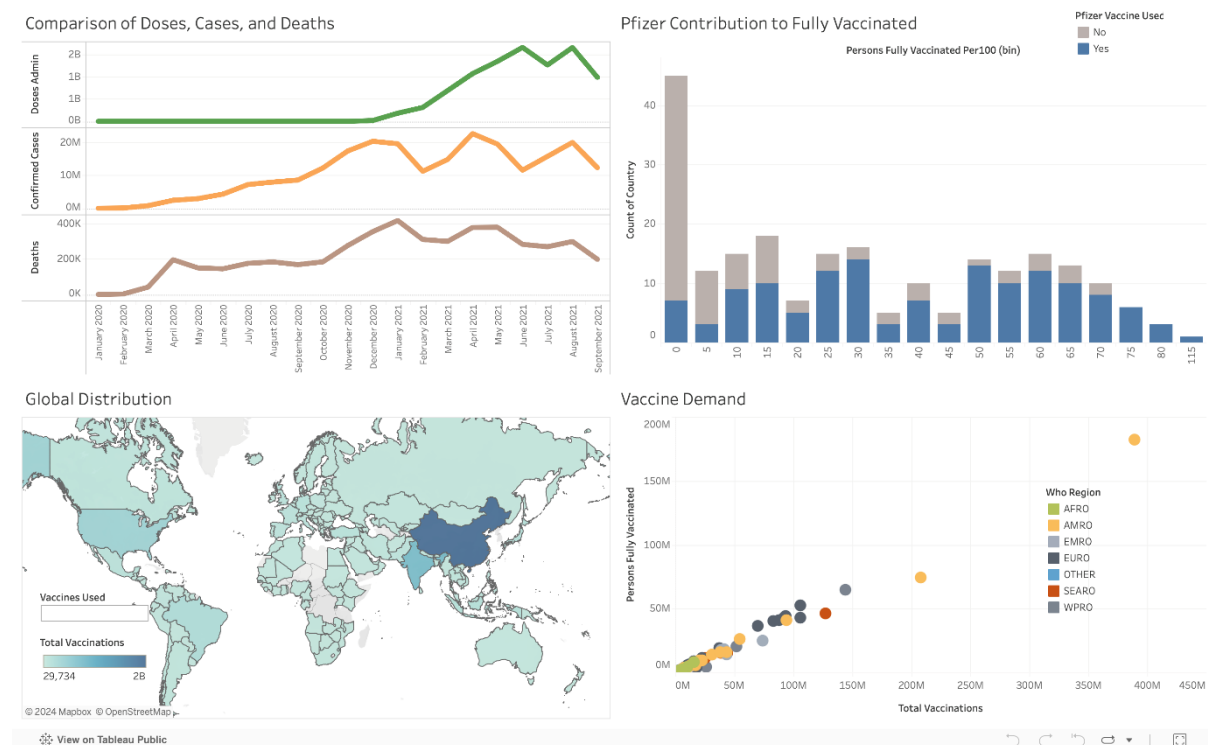 Comparison of Doses, Cases, and Deaths
Doses Admin
2B
1B
1B
0B
Confirmed Cases
20M
10M
0M
Deaths
400K
200K
0K
January 2020
February 2020
March 2020
April 2020
May 2020
June 2020
July 2020
August 2020
September 2020
October 2020
November 2020
December 2020
January 2021
February 2021
March 2021
April 2021
May 2021
June 2021
July 2021
August 2021
September 2021
Pfizer Contribution to Fully Vaccinated
Pfizer Vaccine Used
No
Yes
Persons Fully Vaccinated Per100 (bin)
Count of Country
40
30
20
10
0
0
5
10
15
20
25
30
35
40
45
50
55
60
65
70
75
80
115
Global Distribution
Vaccines Used
Total Vaccinations
29,734
2B
© 2024 Mapbox © OpenStreetMap
Vaccine Demand
Persons Fully Vaccinated
200M
150M
100M
50M
0M
0M
50M
100M
150M
200M
250M
300M
350M
400M
450M
Total Vaccinations
Who Region
AFRO
AMRO
EMRO
EURO
OTHER
SEARO
WPRO
View on Tableau Public